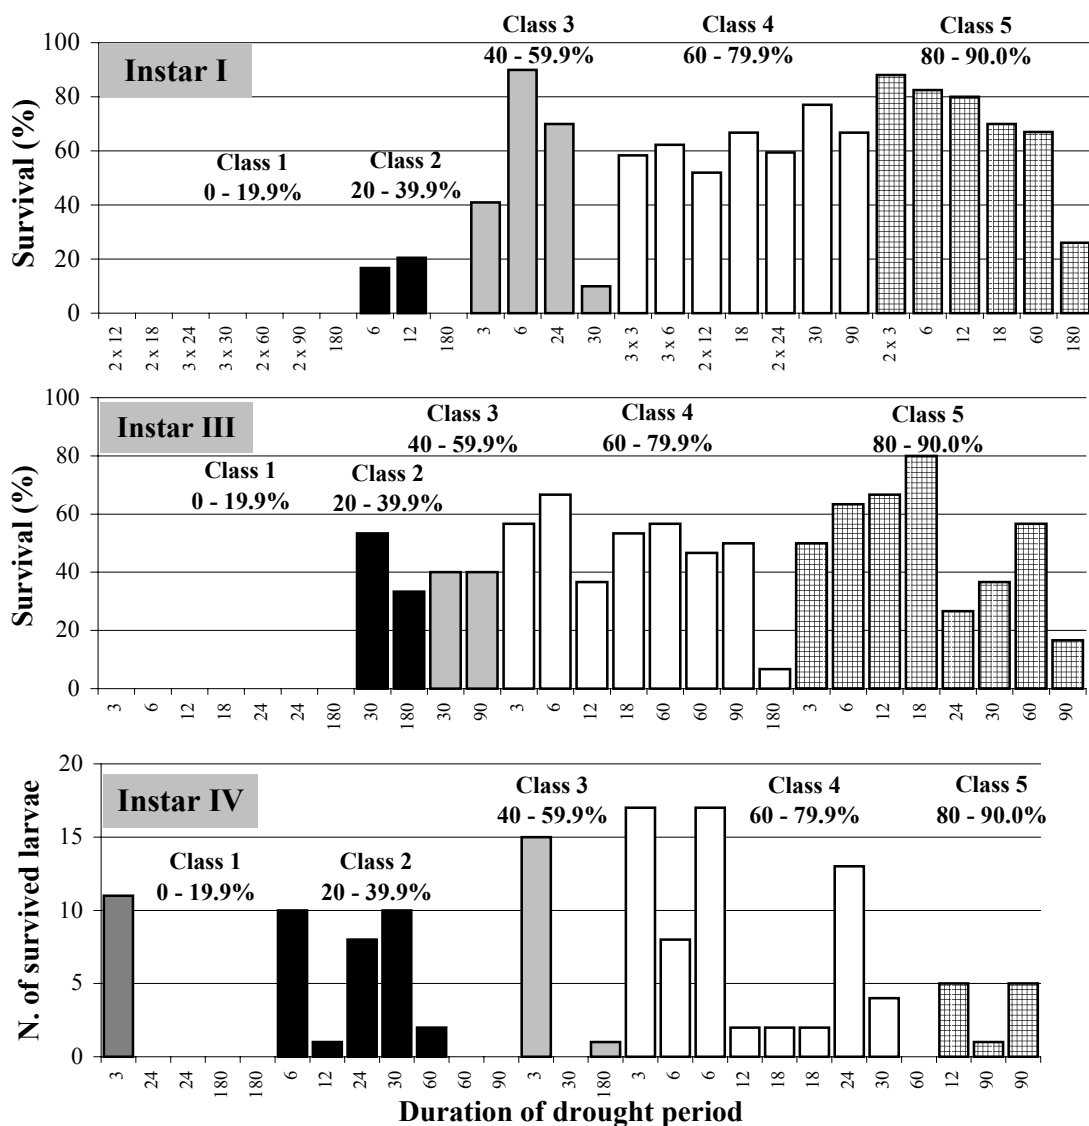 Class 3
Class 4
Class 5
40 - 59.9%
60 - 79.9%
80 - 90.0%
Instar I
Class 1
Class 2
0 - 19.9%
20 - 39.9%
Survival (%)
100
80
60
40
20
0
2 x 12
2 x 18
3 x 24
3 x 30
2 x 60
2 x 90
180
6
12
180
3
6
24
30
3 x 3
3 x 6
2 x 12
18
2 x 24
30
90
2 x 3
6
12
18
60
180
Instar III
Class 3
Class 4
Class 5
40 - 59.9%
60 - 79.9%
80 - 90.0%
Class 1
Class 2
0 - 19.9%
20 - 39.9%
Survival (%)
100
80
60
40
20
0
3
6
12
18
24
24
180
30
180
30
90
3
6
12
18
60
60
90
180
3
6
12
18
24
30
60
90
Instar IV
Class 3
Class 4
Class 5
40 - 59.9%
60 - 79.9%
80 - 90.0%
Class 1
Class 2
0 - 19.9%
20 - 39.9%
N. of survived larvae
20
15
10
5
0
3
24
24
180
180
6
12
24
30
60
60
90
3
30
180
3
6
6
12
18
18
24
30
60
12
90
90
Duration of drought period